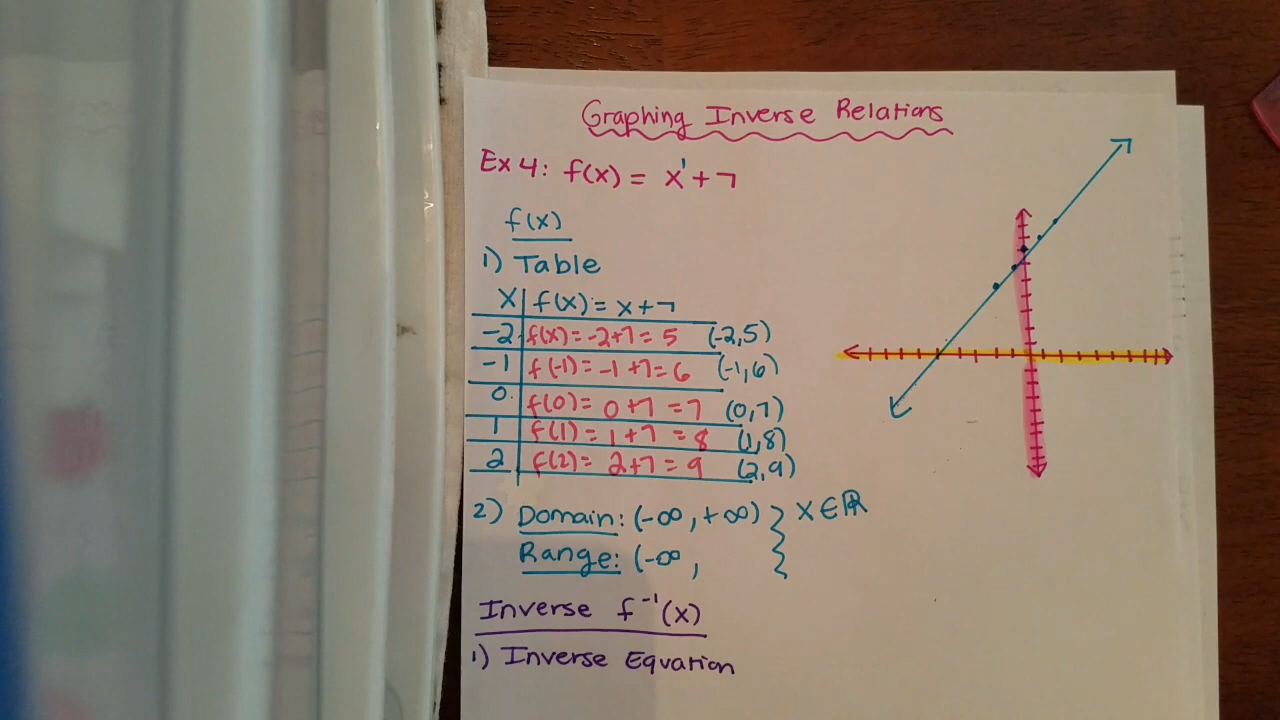 Graphing Inverse Relations
Ex 4: f(x) = x¹ + 7
f(x)
1) Table
x | f(x) = x + 7
-2 | f(x) = -2+7 = 5 (-2,5)
-1 | f(-1) = -1 +7 = 6 (-1,6)
0 | f(0) = 0+7 = 7 (0,7)
1 | f(1) = 1+7 = 8 (1,8)
2 | f(2) = 2+7 = 9 (2,9)
2) Domain: (-∞, +∞) } x ∈ ℝ
Range: (-∞,
Inverse f⁻¹(x)
1) Inverse Equation